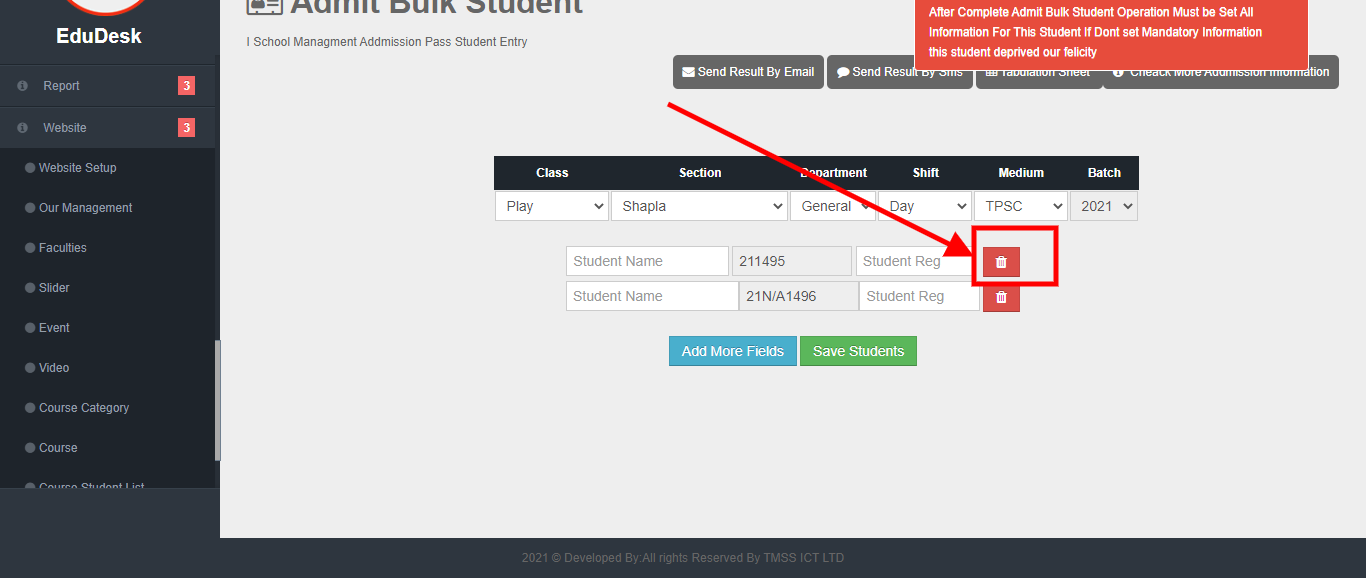 Admit Bulk Student
EduDesk
I School Managment Addmission Pass Student Entry
After Complete Admit Bulk Student Operation Must be Set All
Information For This Student If Dont set Mandatory Information
this student deprived our felicity
Send Result By Email
Send Result By Sms
Tabulation Sheet
Cheack More Addmission Information
Report 3
Website 3
Website Setup
Our Management
Faculties
Slider
Event
Video
Course Category
Course
Course Student List
Class Section Department Shift Medium Batch
Play Shapla General Day TPSC 2021
Student Name 211495 Student Reg
Student Name 21N/A1496 Student Reg
Add More Fields Save Students
2021 © Developed By:All rights Reserved By TMSS ICT LTD